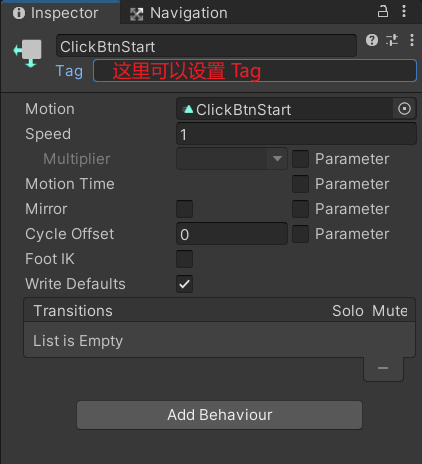 Inspector Navigation
ClickBtnStart
Tag 这里可以设置 Tag
Motion ClickBtnStart
Speed 1
Multiplier Parameter
Motion Time Parameter
Mirror Parameter
Cycle Offset 0 Parameter
Foot IK
Write Defaults
Transitions Solo Mute
List is Empty
Add Behaviour